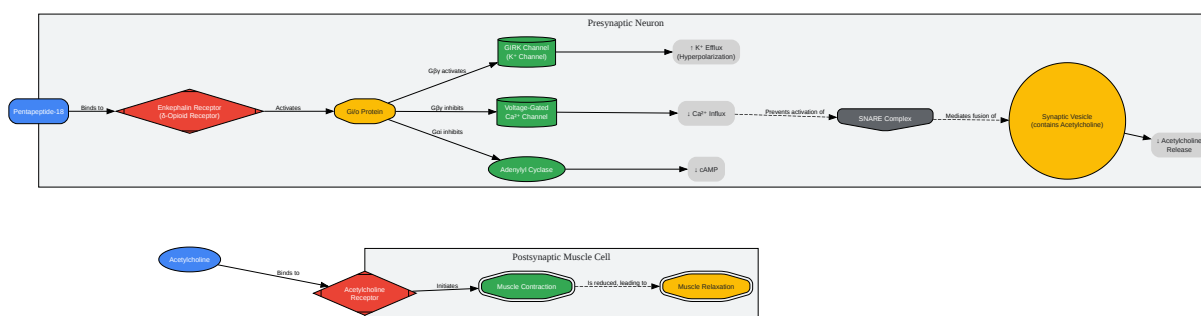 Presynaptic Neuron
Pentapeptide-18
Binds to
Enkephalin Receptor
(δ-Opioid Receptor)
Activates
Gi/o Protein
Gβγ activates
GIRK Channel
(K⁺ Channel)
↑ K⁺ Efflux
(Hyperpolarization)
Gβγ inhibits
Voltage-Gated
Ca²⁺ Channel
↓ Ca²⁺ Influx
Prevents activation of
SNARE Complex
Mediates fusion of
Synaptic Vesicle
(contains Acetylcholine)
↓ Acetylcholine
Release
Gαi inhibits
Adenylyl Cyclase
↓ cAMP
Postsynaptic Muscle Cell
Acetylcholine
Binds to
Acetylcholine
Receptor
Initiates
Muscle Contraction
Is reduced, leading to
Muscle Relaxation